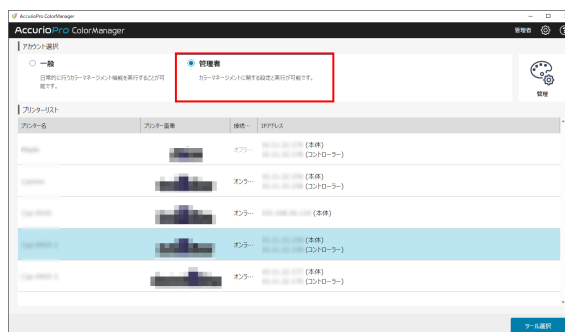 AccurioPro ColorManager
AccurioPro ColorManager
管理者
アカウント選択
一般
日常的に行うカラーマネージメント機能を実行することが可能です。
管理者
カラーマネージメントに関する設定と実行が可能です。
管理
プリンターリスト
プリンター名 プリンター画像 接続… IPアドレス
オフラ… (本体)
(コントローラー)
オンラ… (本体)
(コントローラー)
オンラ… (本体)
オンラ… (本体)
(コントローラー)
オンラ… (本体)
(コントローラー)
ツール選択